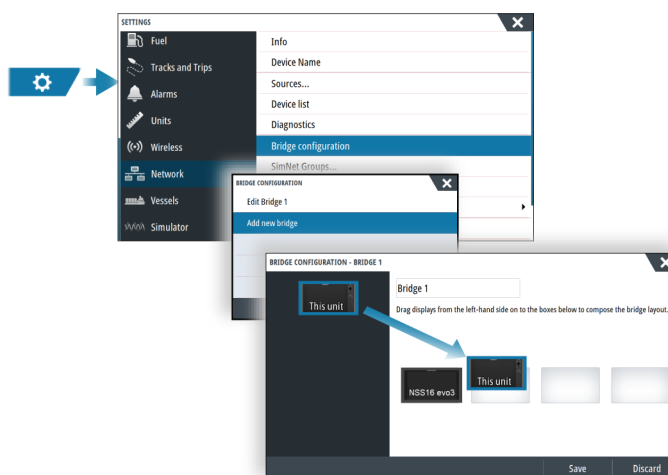 SETTINGS
Fuel
Tracks and Trips
Alarms
Units
Wireless
Network
Vessels
Simulator
Info
Device Name
Sources...
Device list
Diagnostics
Bridge configuration
SimNet Groups...
BRIDGE CONFIGURATION
Edit Bridge 1
Add new bridge
BRIDGE CONFIGURATION - BRIDGE 1
This unit
Bridge 1
Drag displays from the left-hand side on to the boxes below to compose the bridge layout.
NSS16 evo3
This unit
Save
Discard